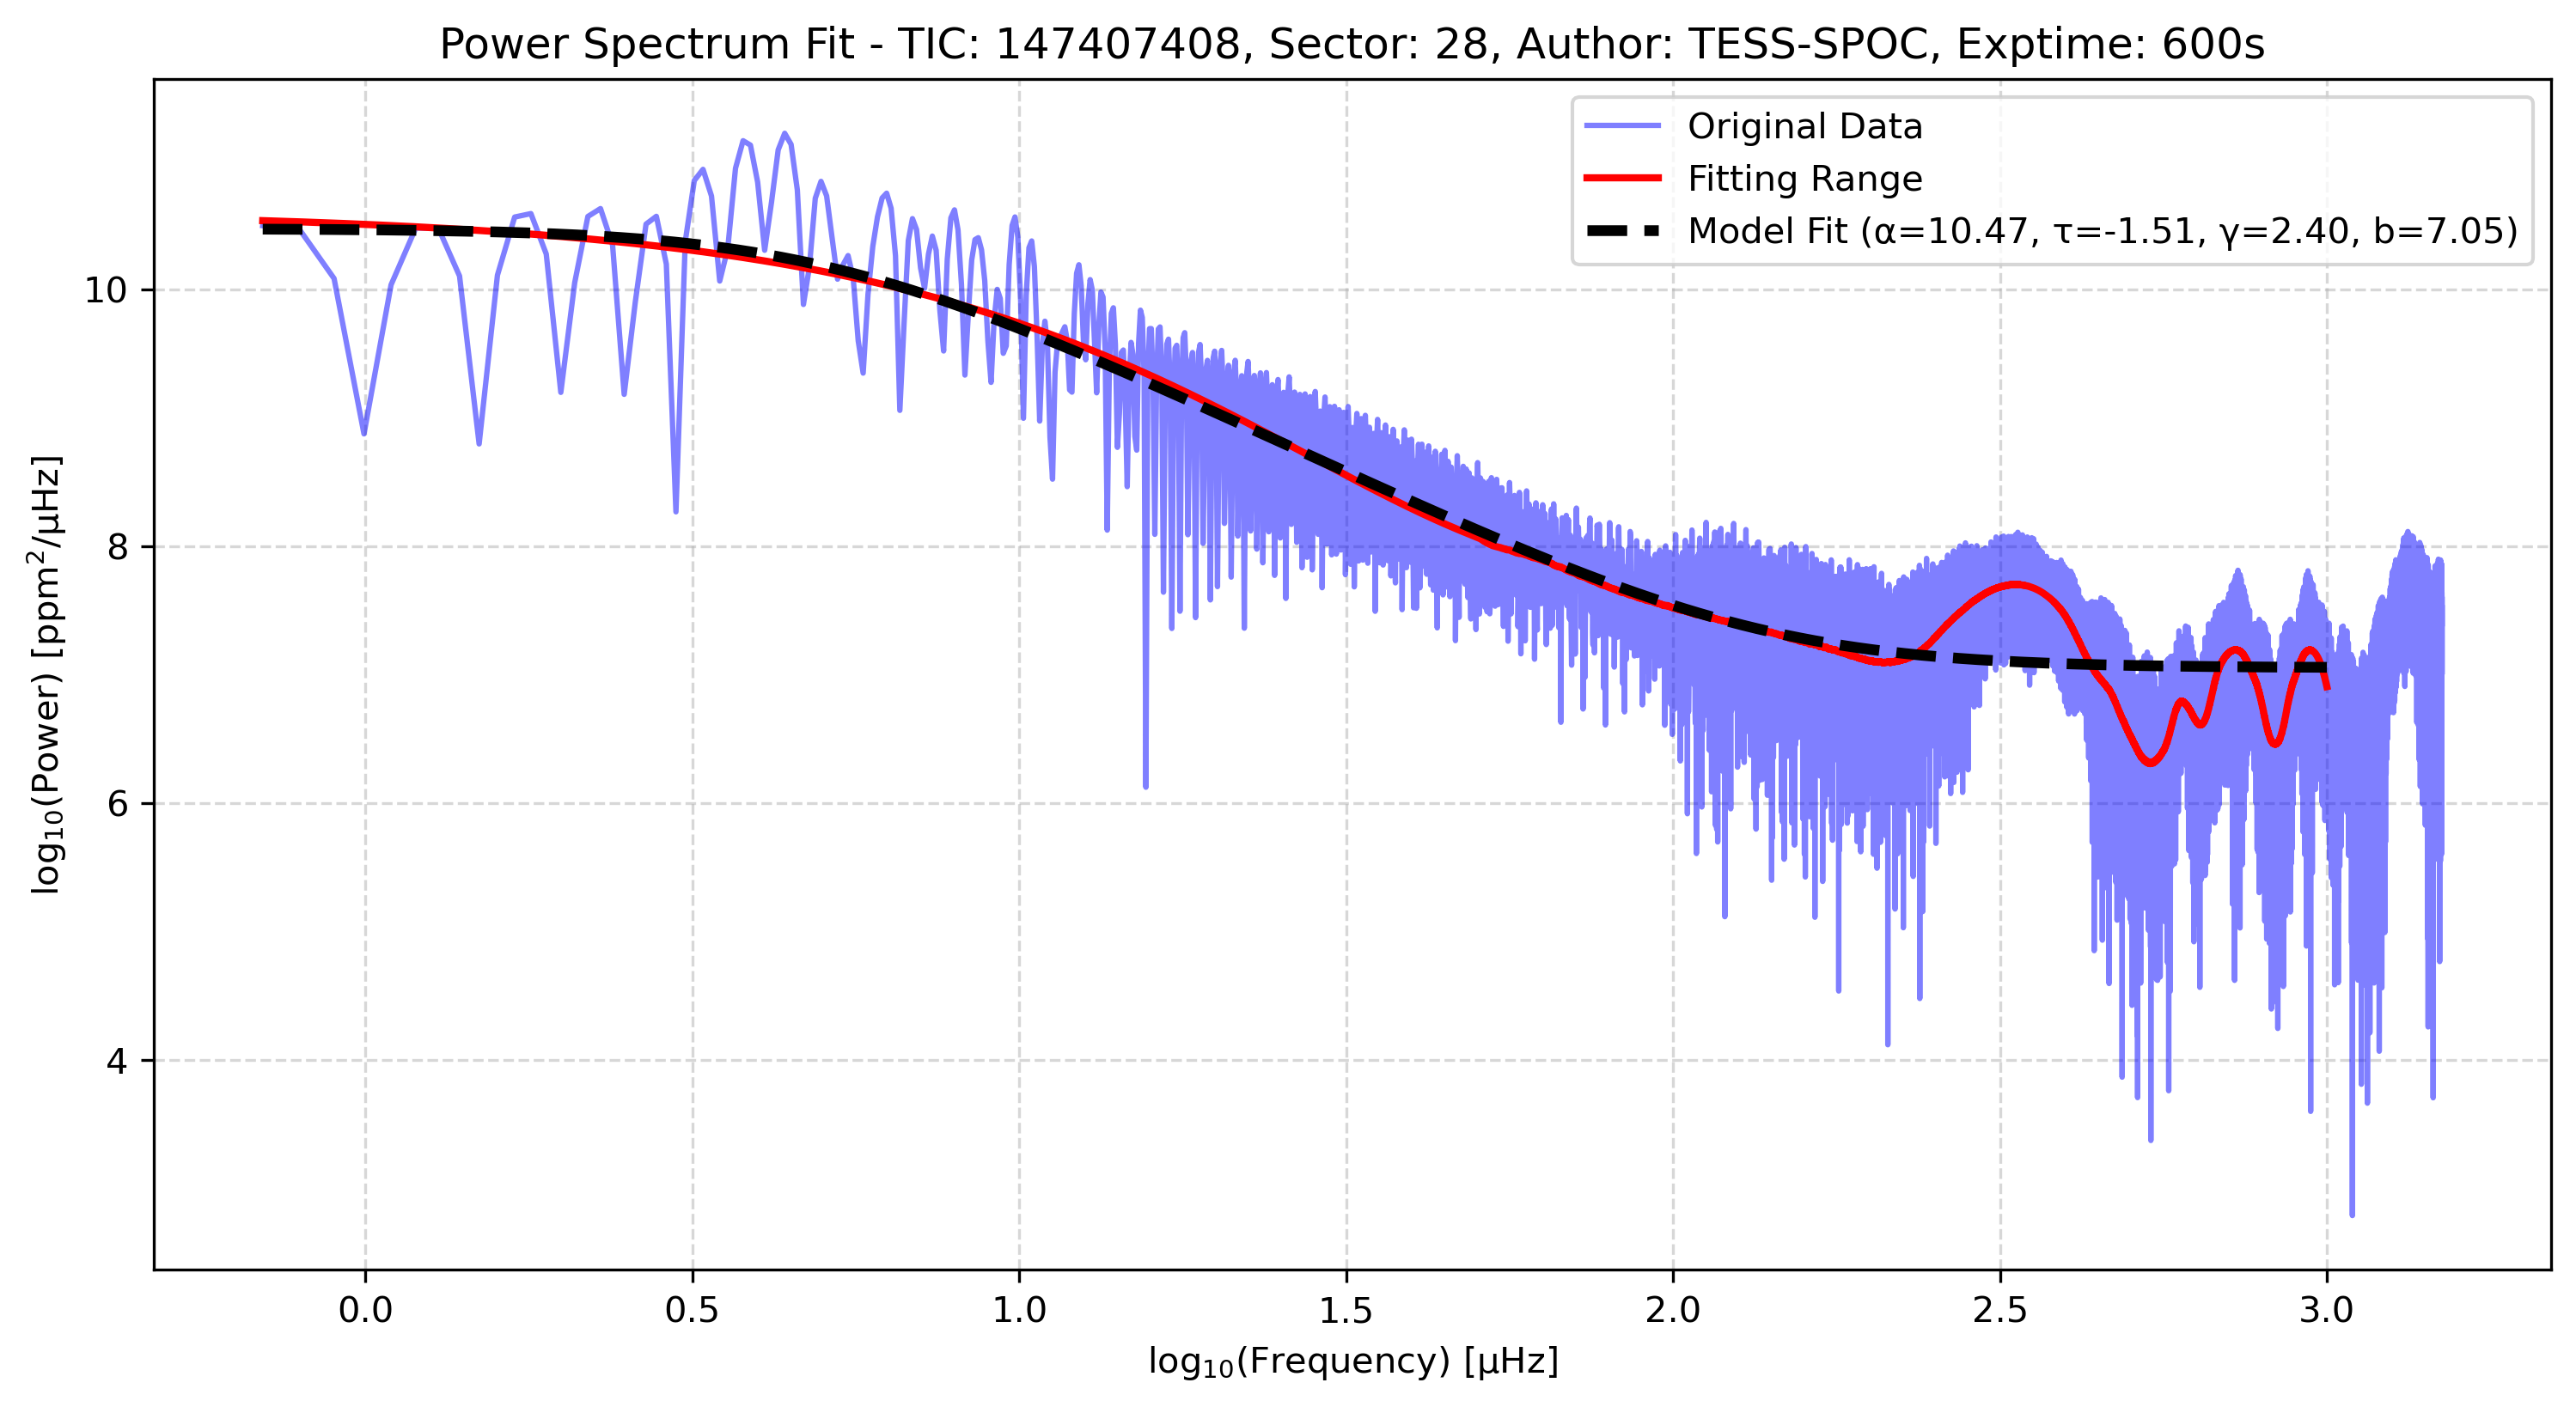 Power Spectrum Fit - TIC: 147407408, Sector: 28, Author: TESS-SPOC, Exptime: 600s
Original Data
Fitting Range
Model Fit (α=10.47, τ=-1.51, γ=2.40, b=7.05)
log₁₀(Power) [ppm²/μHz]
10
8
6
4
0.0 0.5 1.0 1.5 2.0 2.5 3.0
log₁₀(Frequency) [μHz]